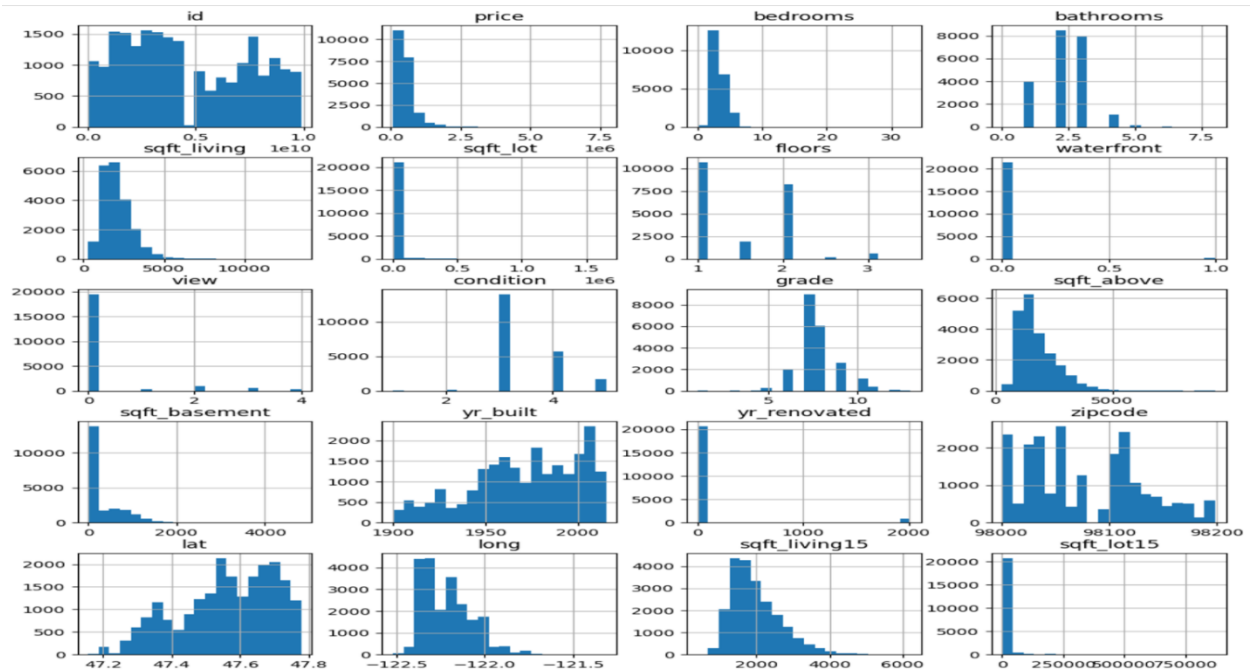 id price bedrooms bathrooms
1500 10000 10000 8000
1000 7500 6000
5000 5000 4000
500 2500 2000
0 0 0 0
0.0 0.5 1.0 0.0 2.5 5.0 7.5 0 10 20 30 0.0 2.5 5.0 7.5
sqft_living 1e10 sqft_lot 1e6 floors waterfront
6000 20000 10000 20000
4000 15000 7500 15000
10000 5000 10000
2000 5000 2500 5000
0 0 0 0
0 5000 10000 0.0 0.5 1.0 1.5 1 2 3 0.0 0.5 1.0
view condition 1e6 grade sqft_above
20000 10000 8000 6000
15000 6000 4000
10000 5000 4000
5000 2000 2000
0 0 0 0
0 2 4 2 4 5 10 0 5000
sqft_basement yr_built yr_renovated zipcode
10000 2000 20000 2000
1500 15000
5000 1000 10000 1000
500 5000
0 0 0 0
0 2000 4000 1900 1950 2000 0 1000 2000 98000 98100 98200
lat long sqft_living15 sqft_lot15
2000 4000 4000 20000
1500 3000 3000 15000
1000 2000 2000 10000
500 1000 1000 5000
0 0 0 0
47.2 47.4 47.6 47.8 −122.5 −122.0 −121.5 2000 4000 6000 0